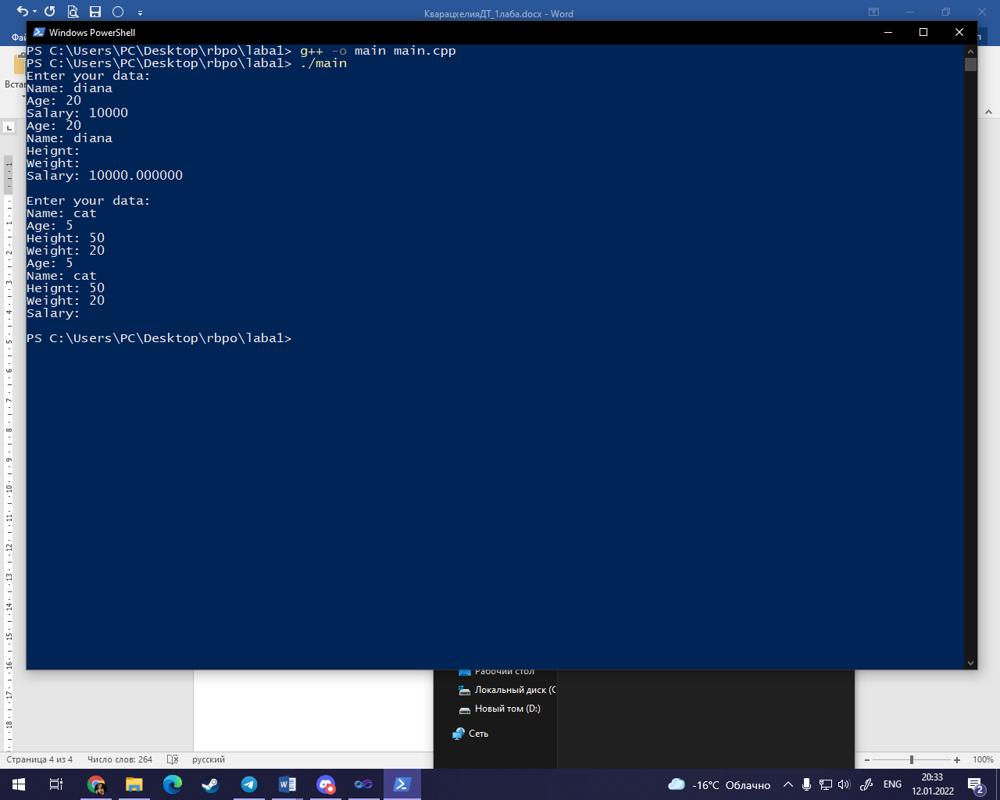 КварацхелияДТ_1лаба.docx - Word
Windows PowerShell
PS C:\Users\PC\Desktop\rbpo\laba1> g++ -o main main.cpp
PS C:\Users\PC\Desktop\rbpo\laba1> ./main
Enter your data:
Name: diana
Age: 20
Salary: 10000
Age: 20
Name: diana
Heignt:
Weight:
Salary: 10000.000000
Enter your data:
Name: cat
Age: 5
Height: 50
Weight: 20
Age: 5
Name: cat
Heignt: 50
Weight: 20
Salary:
PS C:\Users\PC\Desktop\rbpo\laba1>
Рабочий стол
Локальный диск (C
Новый том (D:)
Сеть
Страница 4 из 4 Число слов: 264 русский
100%
-16°C Облачно
ENG
20:33
12.01.2022
2